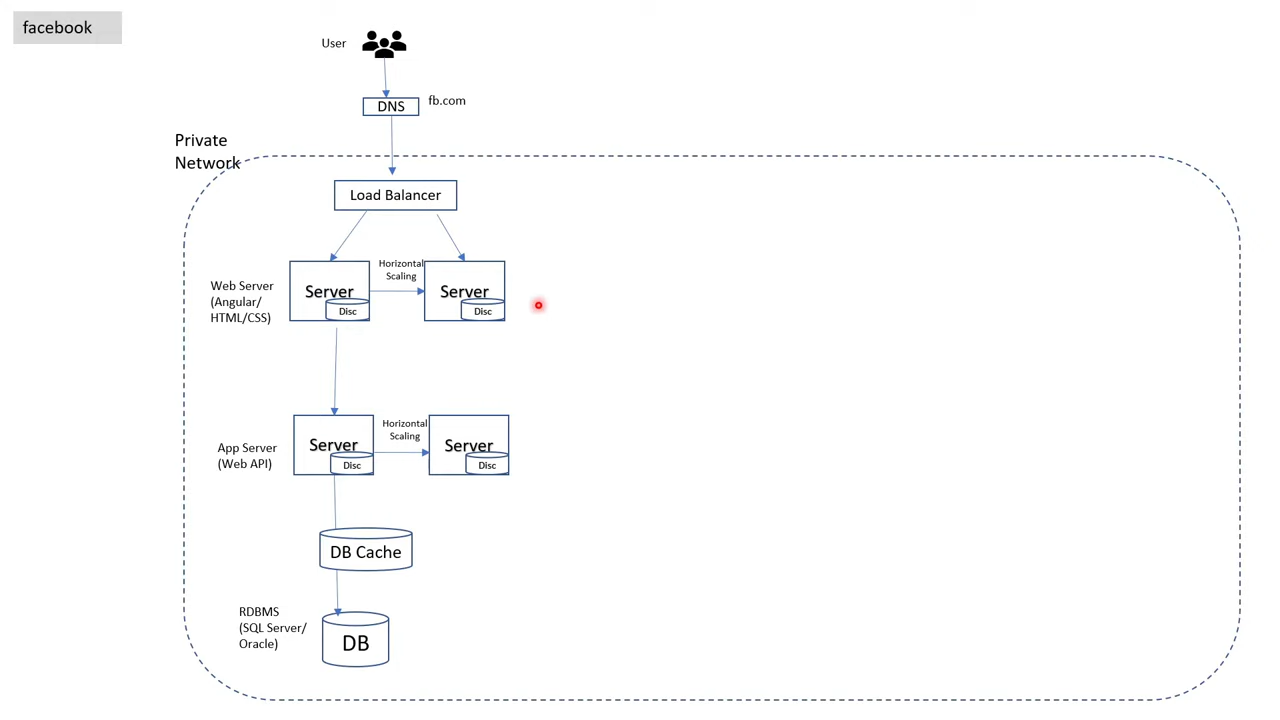 facebook
User
DNS
fb.com
Private
Network
Load Balancer
Web Server
(Angular/
HTML/CSS)
Server
Disc
Horizontal
Scaling
Server
Disc
App Server
(Web API)
Server
Disc
Horizontal
Scaling
Server
Disc
DB Cache
RDBMS
(SQL Server/
Oracle)
DB